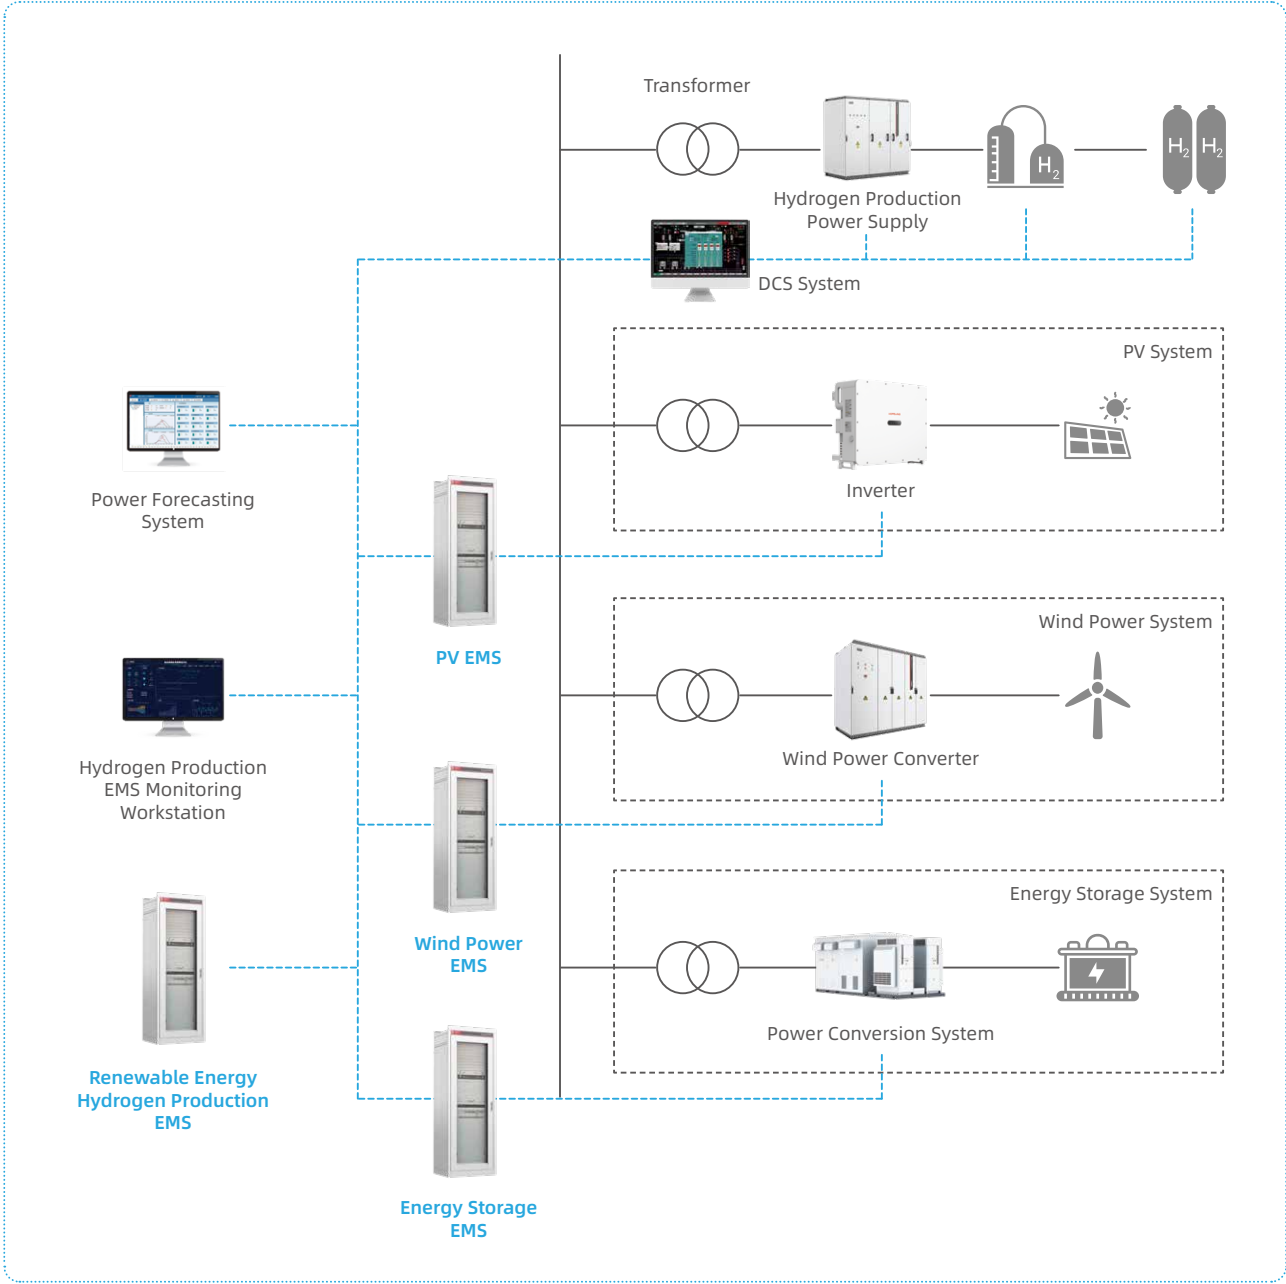 Transformer
H2
H2 H2
Hydrogen Production
Power Supply
DCS System
PV System
Inverter
Power Forecasting
System
PV EMS
Wind Power System
Wind Power Converter
Hydrogen Production
EMS Monitoring
Workstation
Wind Power
EMS
Energy Storage System
Power Conversion System
Renewable Energy
Hydrogen Production
EMS
Energy Storage
EMS